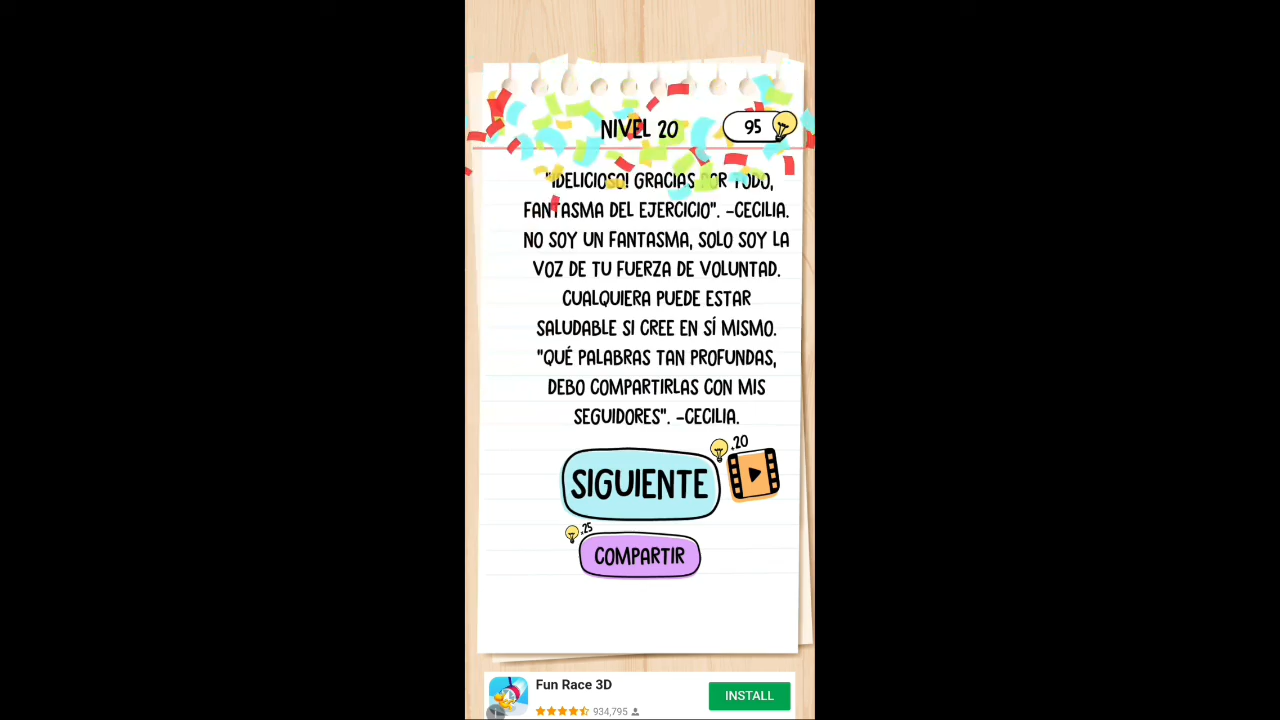 NIVEL 20
95
"¡DELICIOSO! GRACIAS POR TODO,
FANTASMA DEL EJERCICIO". -CECILIA.
NO SOY UN FANTASMA, SOLO SOY LA
VOZ DE TU FUERZA DE VOLUNTAD.
CUALQUIERA PUEDE ESTAR
SALUDABLE SI CREE EN SÍ MISMO.
"QUÉ PALABRAS TAN PROFUNDAS,
DEBO COMPARTIRLAS CON MIS
SEGUIDORES". -CECILIA.
+20
SIGUIENTE
+25
COMPARTIR
Fun Race 3D
INSTALL
934,795